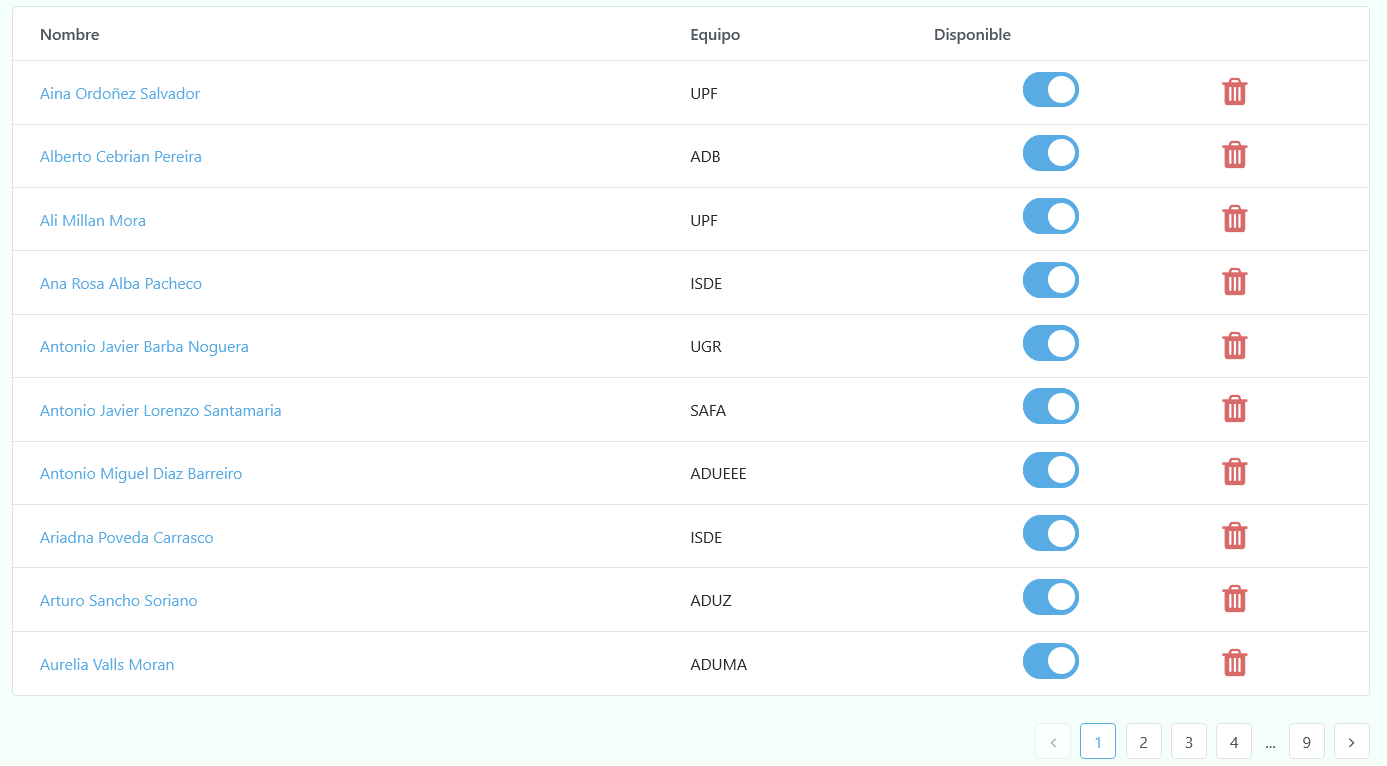 Nombre Equipo Disponible
Aina Ordoñez Salvador UPF
Alberto Cebrian Pereira ADB
Ali Millan Mora UPF
Ana Rosa Alba Pacheco ISDE
Antonio Javier Barba Noguera UGR
Antonio Javier Lorenzo Santamaria SAFA
Antonio Miguel Diaz Barreiro ADUEEE
Ariadna Poveda Carrasco ISDE
Arturo Sancho Soriano ADUZ
Aurelia Valls Moran ADUMA
‹ 1 2 3 4 ... 9 ›